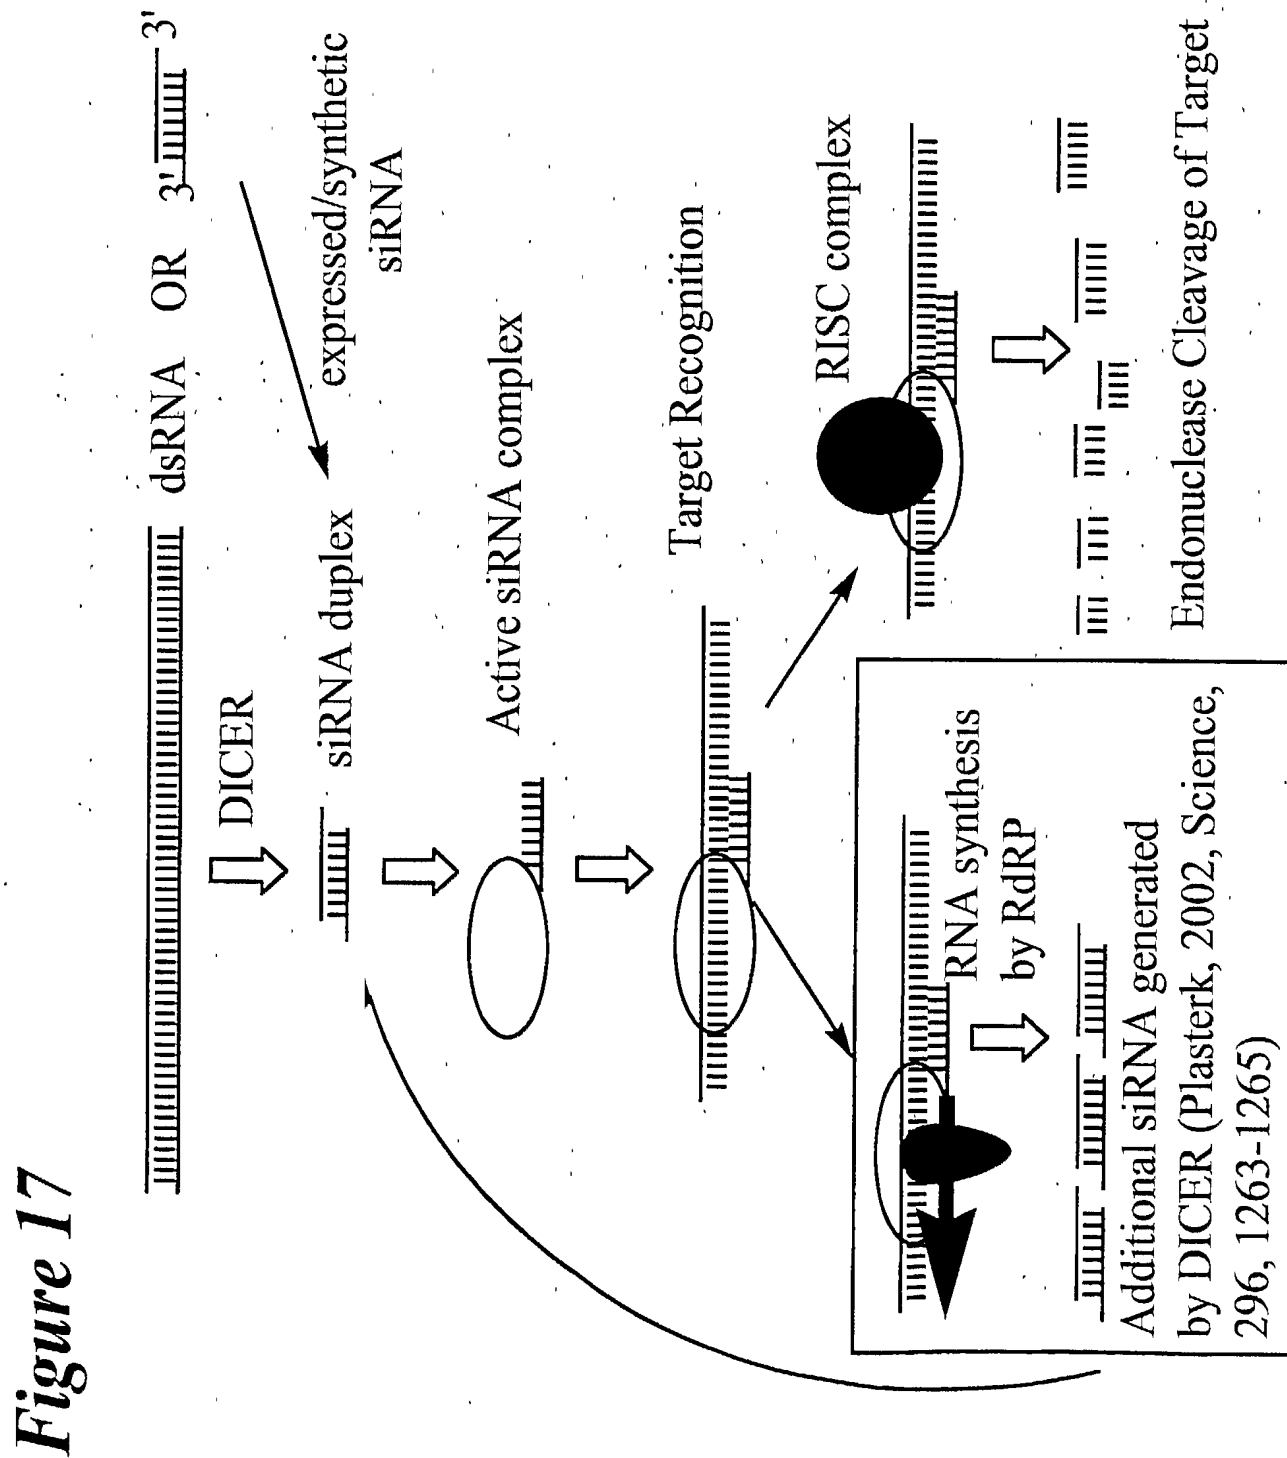 Figure 17
dsRNA OR 3' 3'
DICER
expressed/synthetic
siRNA
siRNA duplex
Active siRNA complex
Target Recognition
RISC complex
RNA synthesis
by RdRP
Additional siRNA generated
by DICER (Plasterk, 2002, Science,
296, 1263-1265)
Endonuclease Cleavage of Target